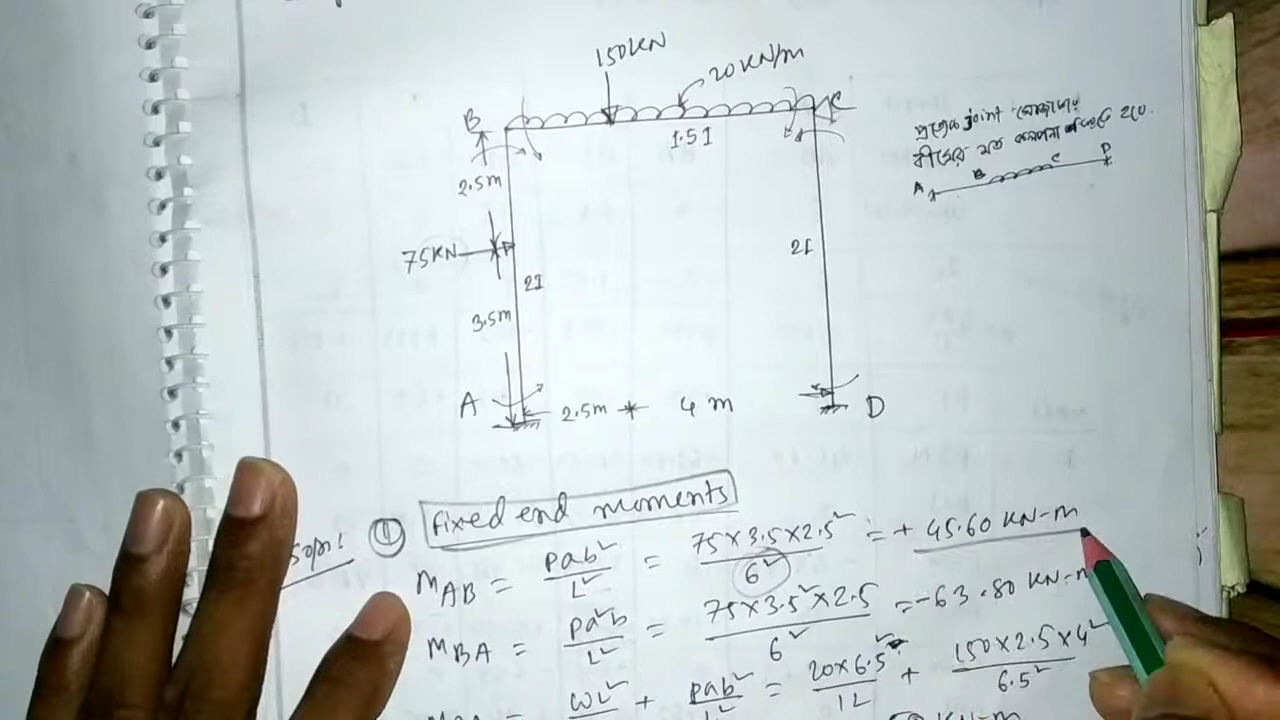 150KN
20KN/m
B
C
1.5I
2.5m
75KN
2I
2I
3.5m
A
2.5m
4 m
D
প্রত্যেক joint
A B C D
soln:
① Fixed end moments
M_AB = Pab²/L² = 75×3.5×2.5²/6² = + 45.60 KN-m
M_BA = Pa²b/L² = 75×3.5²×2.5/6² = -63.80 KN-m
= WL²/12 + Pab²/L² = 20×6.5²/12 + 150×2.5×4²/6.5²
KN-m